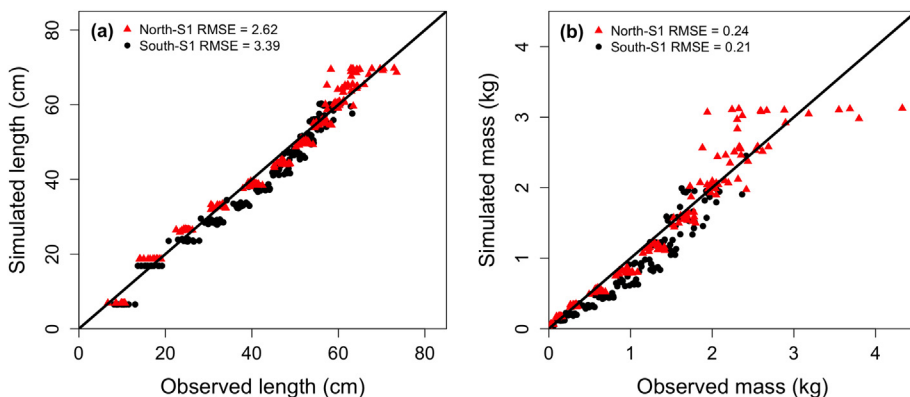 (a)
North-S1 RMSE = 2.62
South-S1 RMSE = 3.39
Simulated length (cm)
80
60
40
20
0
0 20 40 60 80
Observed length (cm)
(b)
North-S1 RMSE = 0.24
South-S1 RMSE = 0.21
Simulated mass (kg)
4
3
2
1
0
0 1 2 3 4
Observed mass (kg)